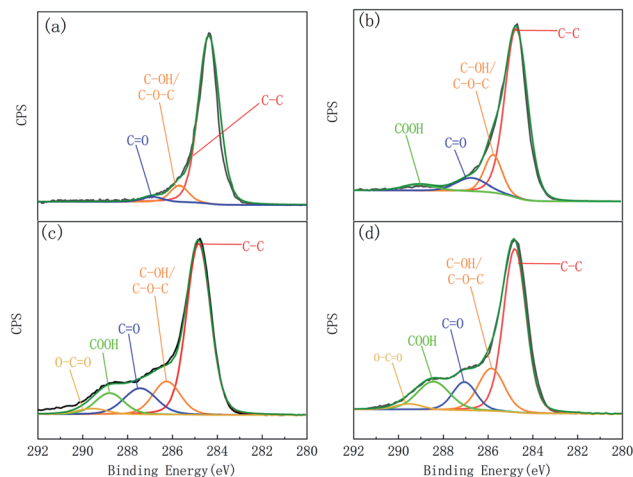 (a)
C-OH/
C-O-C
C-C
C=O
CPS
(b)
C-C
C-OH/
C-O-C
C=O
COOH
CPS
(c)
C-C
C-OH/
C-O-C
C=O
COOH
O-C=O
CPS
292 290 288 286 284 282 280
Binding Energy(eV)
(d)
C-OH/
C-O-C
C-C
C=O
COOH
O-C=O
CPS
292 290 288 286 284 282 280
Binding Energy(eV)